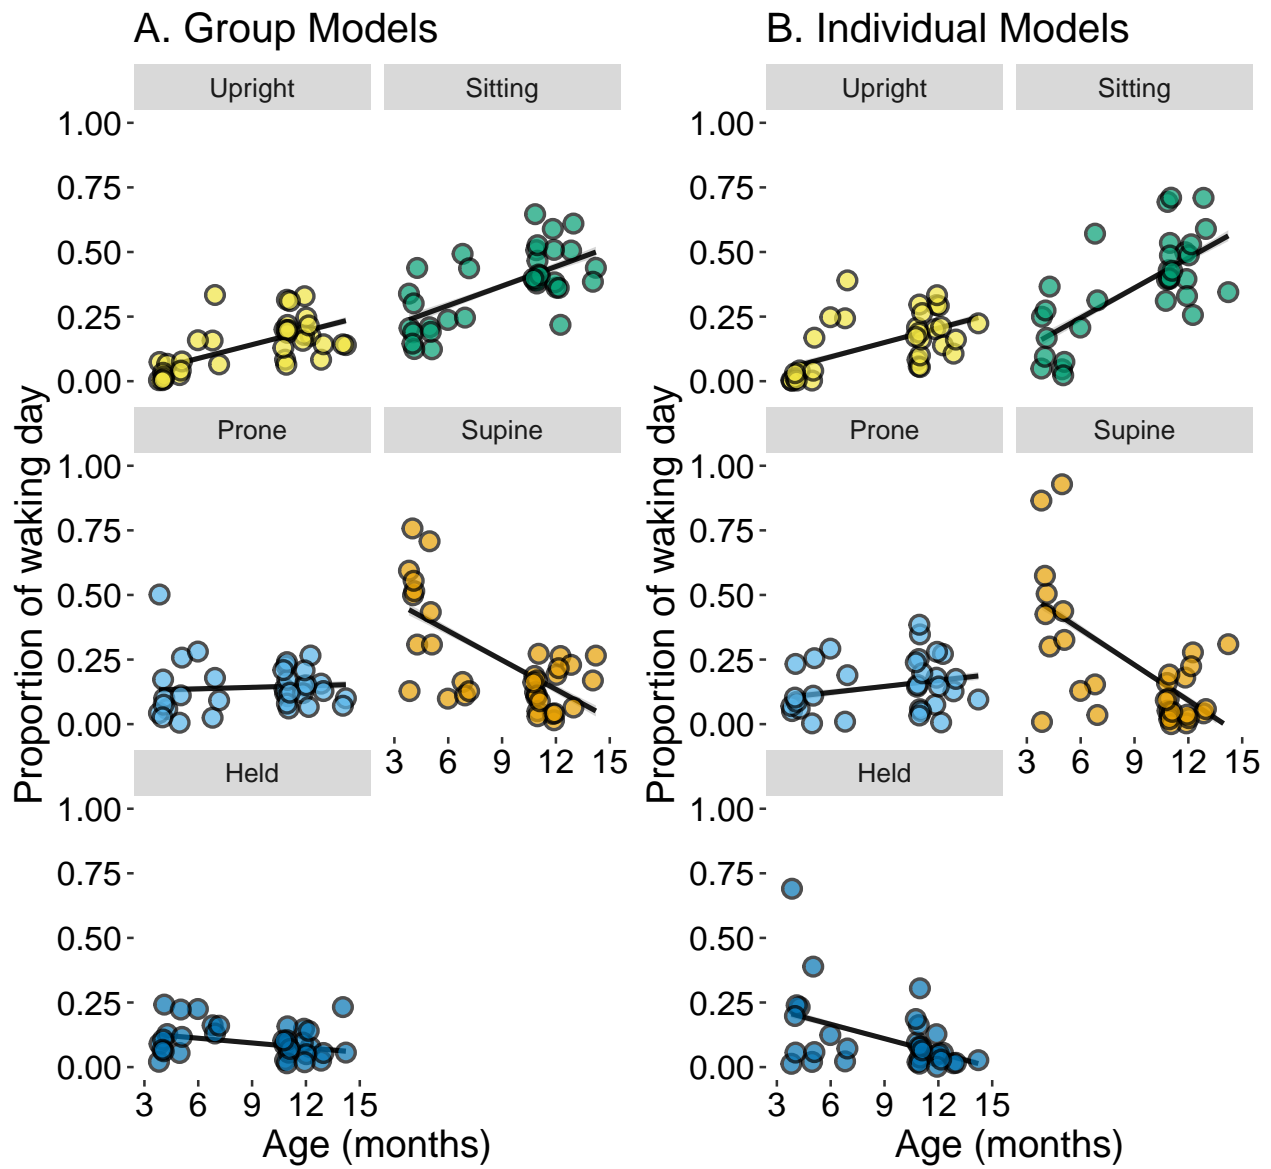 A. Group Models
Upright
Sitting
1.00
0.75
0.50
0.25
0.00
Prone
Supine
1.00
0.75
0.50
0.25
0.00
3 6 9 12 15
Held
1.00
0.75
0.50
0.25
0.00
3 6 9 12 15
Proportion of waking day
Age (months)
B. Individual Models
Upright
Sitting
1.00
0.75
0.50
0.25
0.00
Prone
Supine
1.00
0.75
0.50
0.25
0.00
3 6 9 12 15
Held
1.00
0.75
0.50
0.25
0.00
3 6 9 12 15
Proportion of waking day
Age (months)